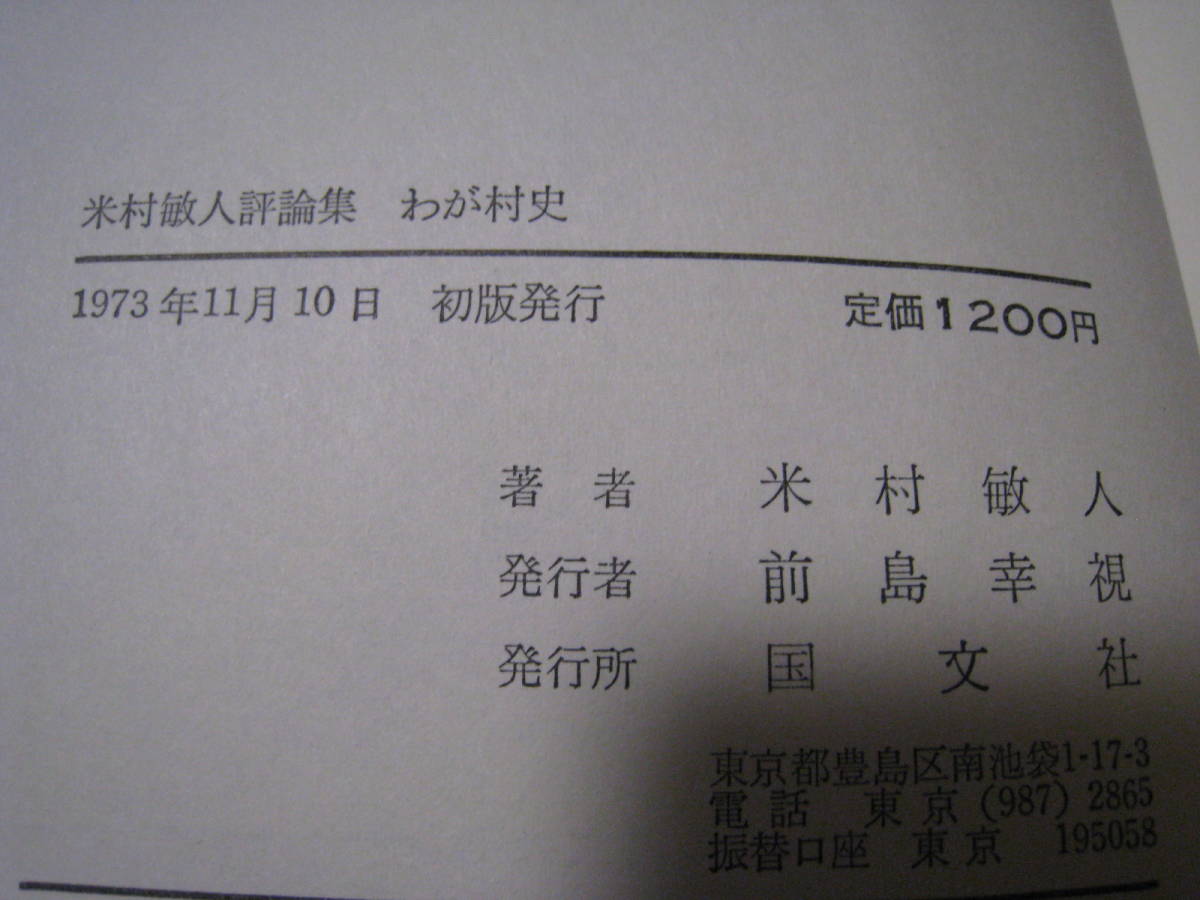 米村敏人評論集　わが村史
1973年11月10日　初版発行　定価1200円
著者　米村敏人
発行者　前島幸視
発行所　国文社
東京都豊島区南池袋1-17-3
電話　東京(987)2865
振替口座　東京　195058